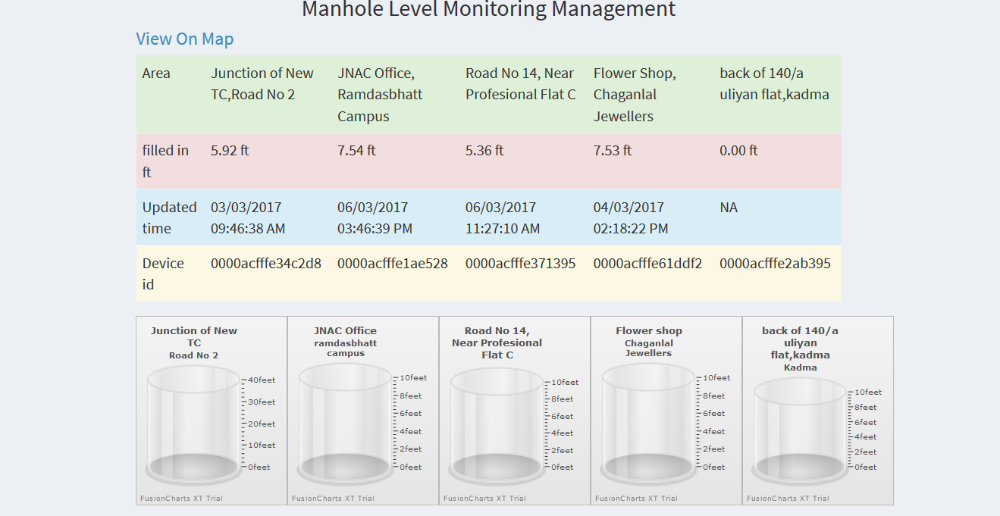 Manhole Level Monitoring Management
View On Map
Area
Junction of New
TC,Road No 2
JNAC Office,
Ramdasbhatt
Campus
Road No 14, Near
Profesional Flat C
Flower Shop,
Chaganlal
Jewellers
back of 140/a
uliyan flat,kadma
filled in
ft
5.92 ft
7.54 ft
5.36 ft
7.53 ft
0.00 ft
Updated
time
03/03/2017
09:46:38 AM
06/03/2017
03:46:39 PM
06/03/2017
11:27:10 AM
04/03/2017
02:18:22 PM
NA
Device
id
0000acfffe34c2d8
0000acfffe1ae528
0000acfffe371395
0000acfffe61ddf2
0000acfffe2ab395
Junction of New
TC
Road No 2
40feet
30feet
20feet
10feet
0feet
FusionCharts XT Trial
JNAC Office
ramdasbhatt
campus
10feet
8feet
6feet
4feet
2feet
0feet
FusionCharts XT Trial
Road No 14,
Near Profesional
Flat C
10feet
8feet
6feet
4feet
2feet
0feet
FusionCharts XT Trial
Flower shop
Chaganlal
Jewellers
10feet
8feet
6feet
4feet
2feet
0feet
FusionCharts XT Trial
back of 140/a
uliyan
flat,kadma
Kadma
10feet
8feet
6feet
4feet
2feet
0feet
FusionCharts XT Trial